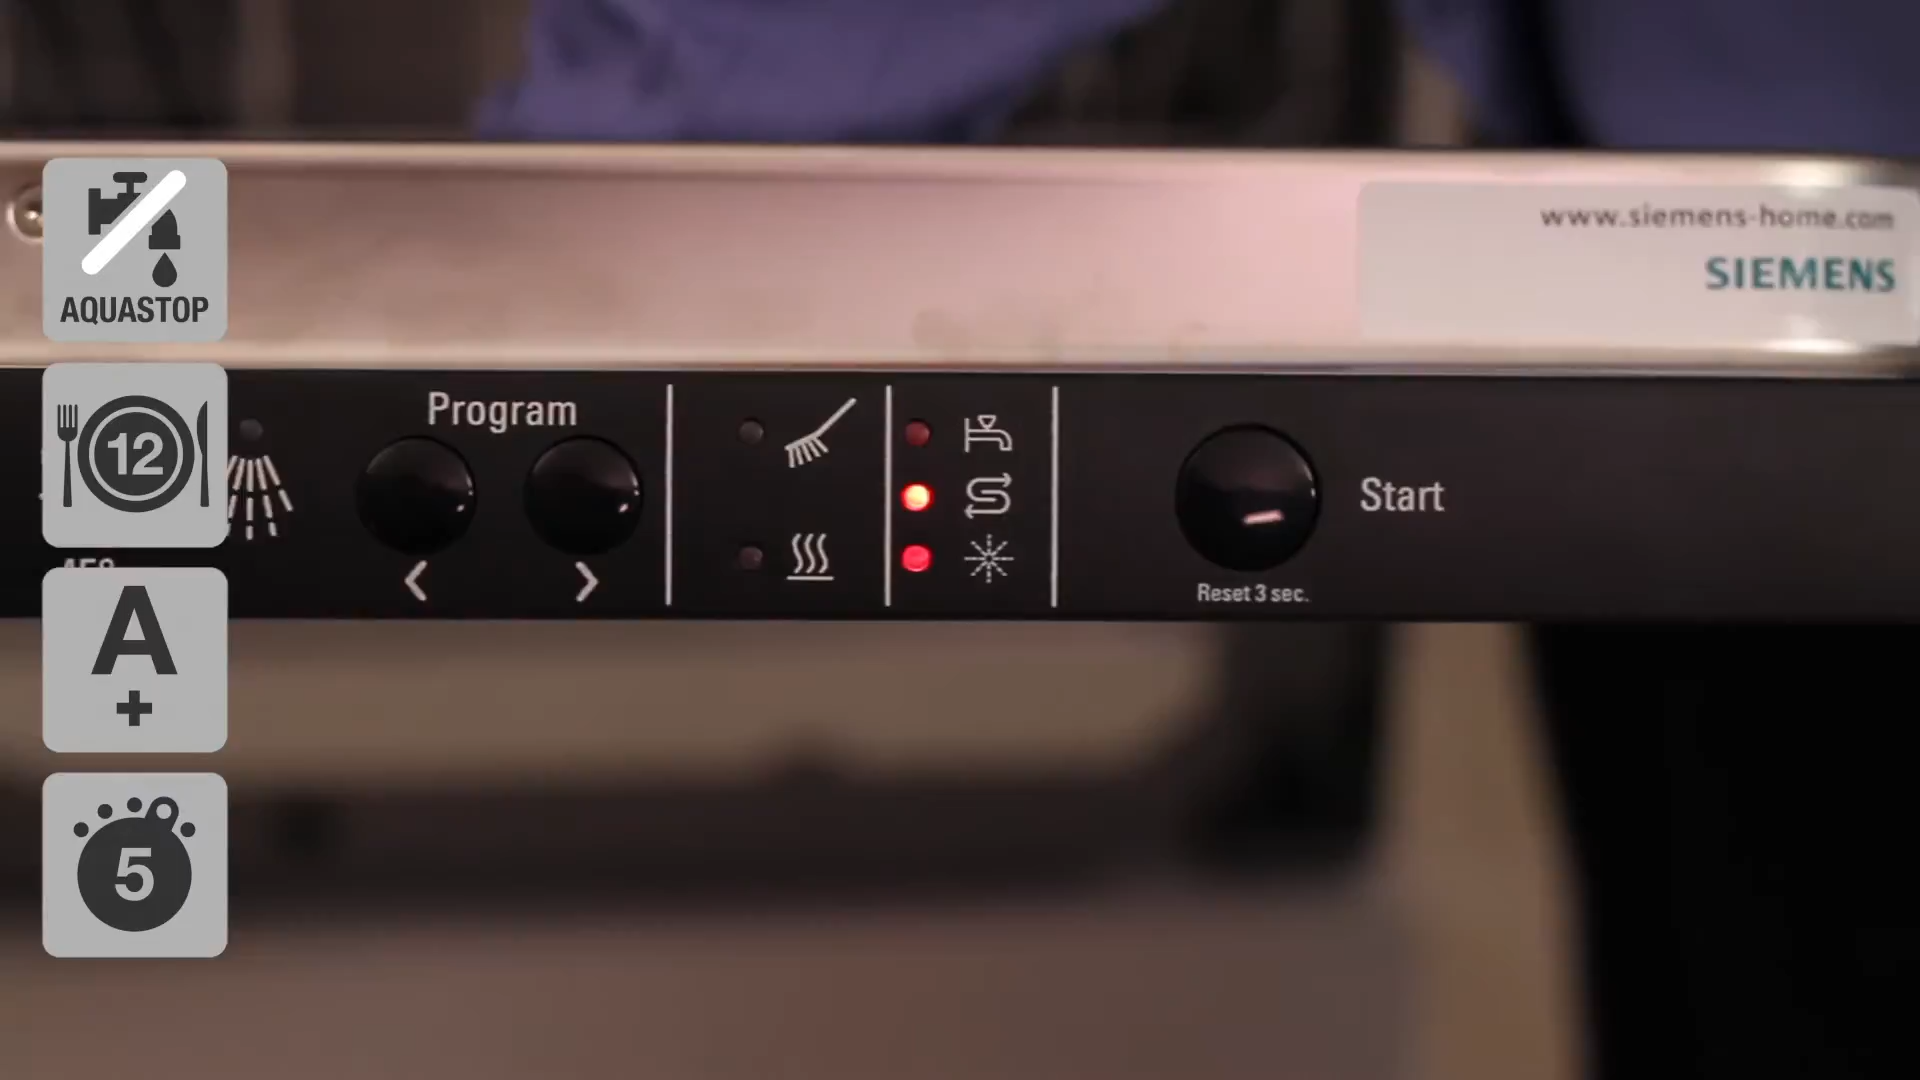 www.siemens-home.com
SIEMENS
AQUASTOP
12
A
+
5
Program
< >
Start
Reset 3 sec.